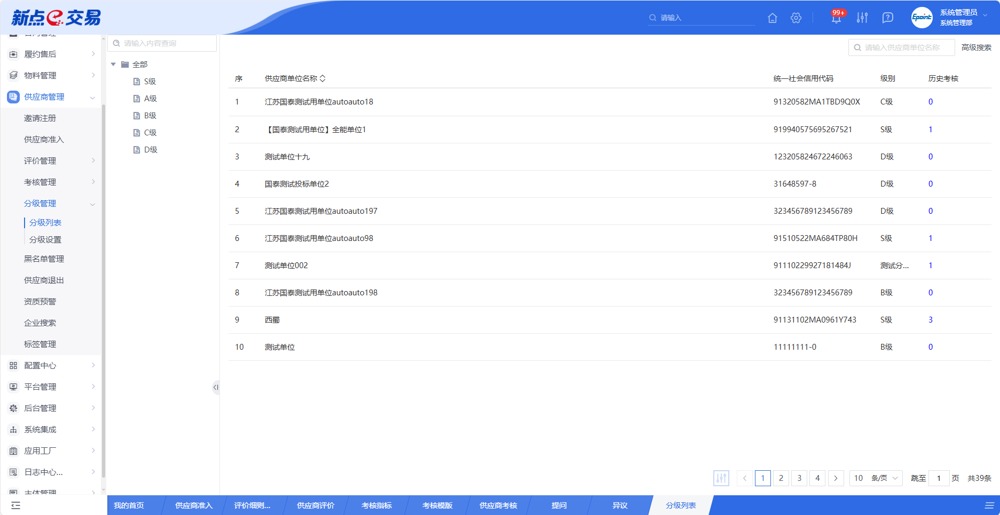 新点e交易
请输入
99+
Epoint
系统管理员
系统管理部
履约售后
物料管理
供应商管理
邀请注册
供应商准入
评价管理
考核管理
分级管理
分级列表
分级设置
黑名单管理
供应商退出
资质预警
企业搜索
标签管理
配置中心
平台管理
后台管理
系统集成
应用工厂
日志中心...
主体管理
请输入内容查询
全部
S级
A级
B级
C级
D级
请输入供应商单位名称 高级搜索
序 供应商单位名称 统一社会信用代码 级别 历史考核
1 江苏国泰测试用单位autoauto18 91320582MA1TBD9Q0X C级 0
2 【国泰测试用单位】全能单位1 919940575695267521 S级 1
3 测试单位十九 123205824672246063 D级 0
4 国泰测试投标单位2 31648597-8 D级 0
5 江苏国泰测试用单位autoauto197 323456789123456789 D级 0
6 江苏国泰测试用单位autoauto98 91510522MA684TP80H S级 1
7 测试单位002 91110229927181484J 测试分... 1
8 江苏国泰测试用单位autoauto198 323456789123456789 B级 0
9 西蜀 91131102MA0961Y743 S级 3
10 测试单位 11111111-0 B级 0
1 2 3 4 10 条/页 跳至 1 页 共39条
我的首页 供应商准入 评价细则... 供应商评价 考核指标 考核模版 供应商考核 提问 异议 分级列表